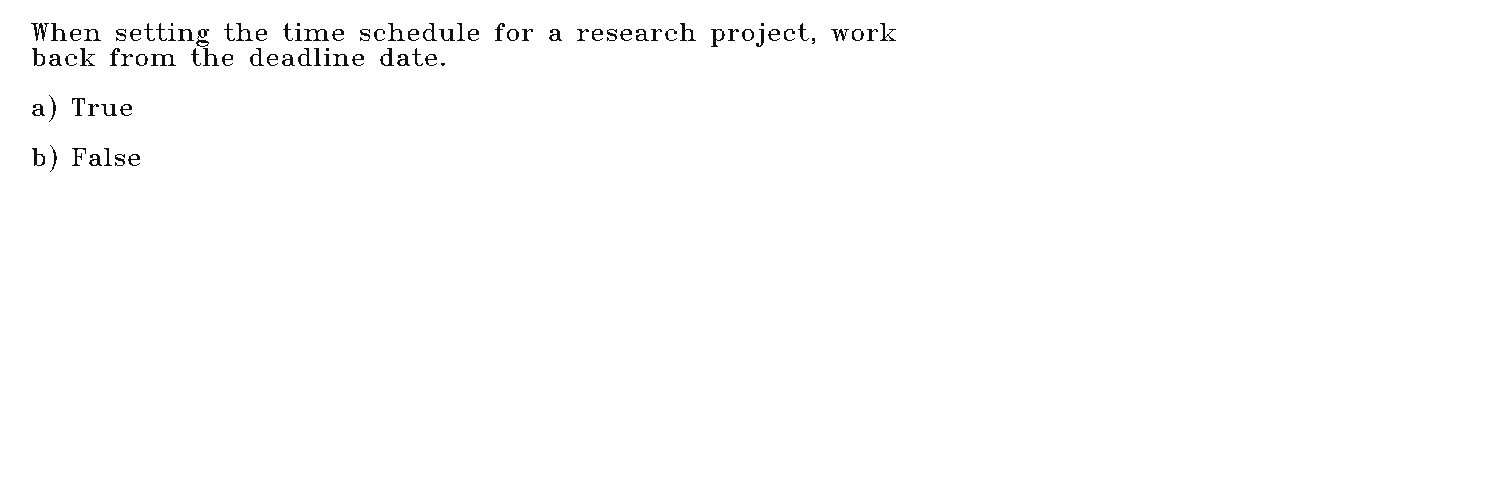 When setting the time schedule for a research project, work
back from the deadline date.
a) True
b) False